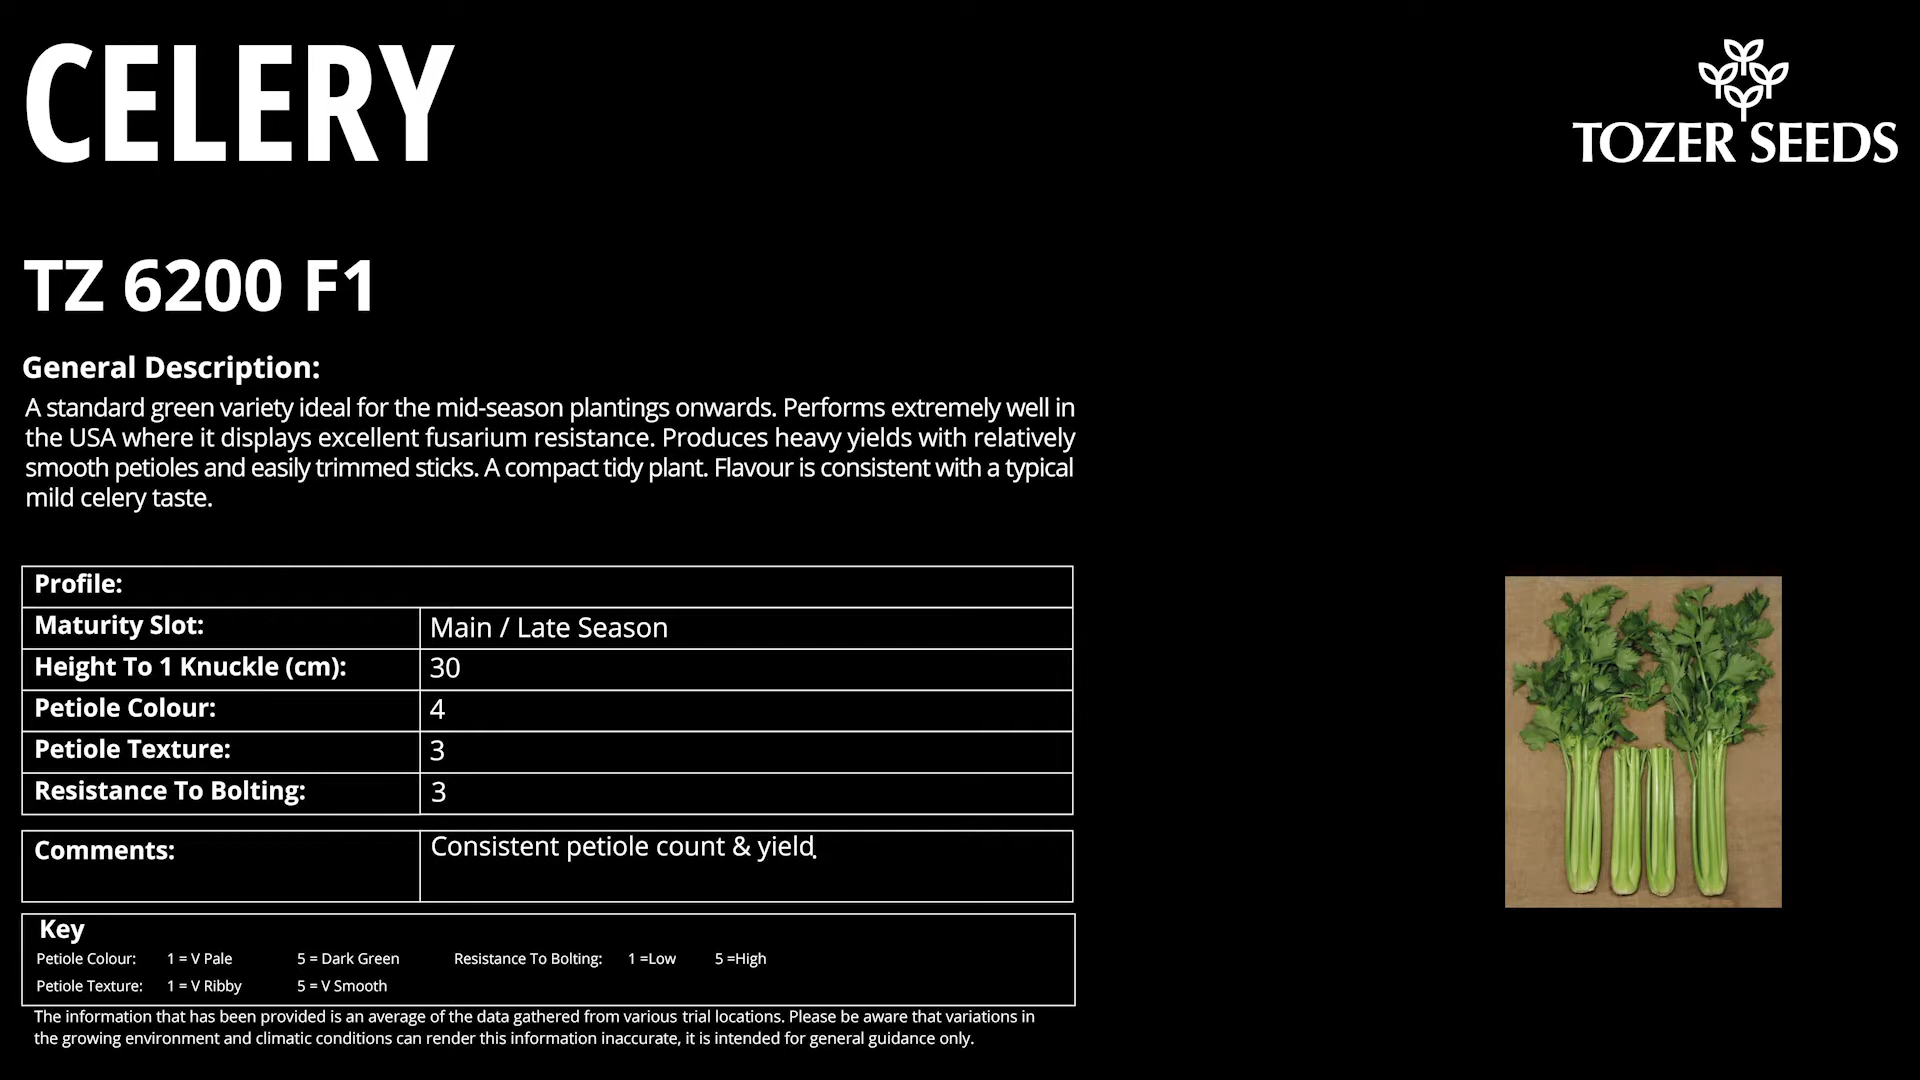 CELERY
TOZER SEEDS
TZ 6200 F1
General Description:
A standard green variety ideal for the mid-season plantings onwards. Performs extremely well in
the USA where it displays excellent fusarium resistance. Produces heavy yields with relatively
smooth petioles and easily trimmed sticks. A compact tidy plant. Flavour is consistent with a typical
mild celery taste.
Profile:
Maturity Slot: Main / Late Season
Height To 1 Knuckle (cm): 30
Petiole Colour: 4
Petiole Texture: 3
Resistance To Bolting: 3
Comments: Consistent petiole count & yield.
Key
Petiole Colour: 1 = V Pale 5 = Dark Green Resistance To Bolting: 1 =Low 5 =High
Petiole Texture: 1 = V Ribby 5 = V Smooth
The information that has been provided is an average of the data gathered from various trial locations. Please be aware that variations in
the growing environment and climatic conditions can render this information inaccurate, it is intended for general guidance only.